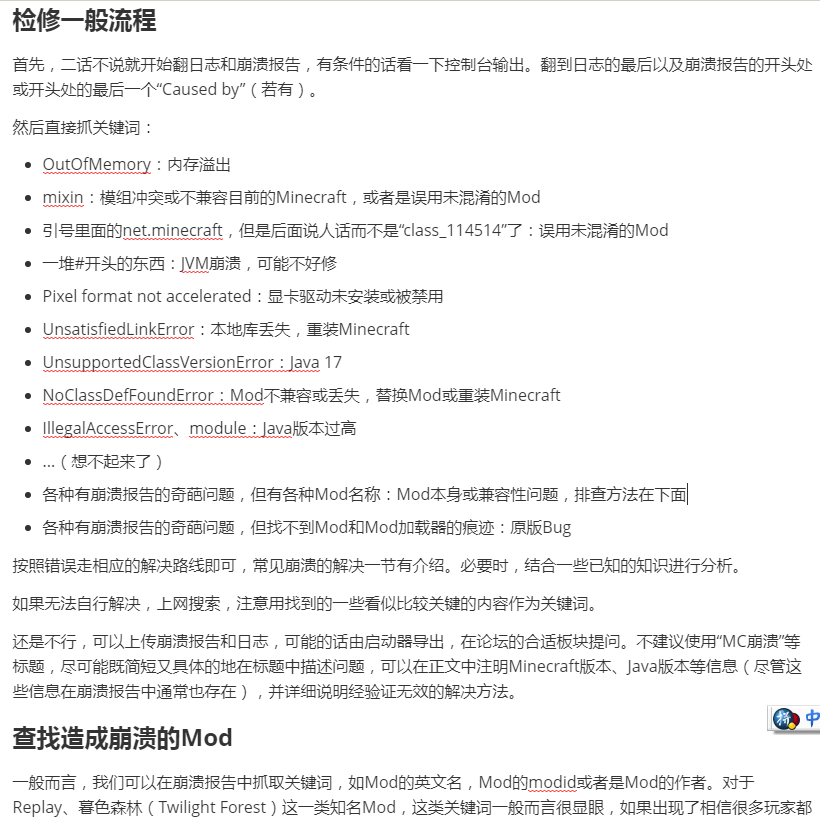 检修一般流程
首先，二话不说就开始翻日志和崩溃报告，有条件的话看一下控制台输出。翻到日志的最后以及崩溃报告的开头处
或开头处的最后一个“Caused by”（若有）。
然后直接抓关键词：
OutOfMemory：内存溢出
mixin：模组冲突或不兼容目前的Minecraft，或者是误用未混淆的Mod
引号里面的net.minecraft，但是后面说人话而不是“class_114514”了：误用未混淆的Mod
一堆#开头的东西：JVM崩溃，可能不好修
Pixel format not accelerated：显卡驱动未安装或被禁用
UnsatisfiedLinkError：本地库丢失，重装Minecraft
UnsupportedClassVersionError：Java 17
NoClassDefFoundError：Mod不兼容或丢失，替换Mod或重装Minecraft
IllegalAccessError、module：Java版本过高
...（想不起来了）
各种有崩溃报告的奇葩问题，但有各种Mod名称：Mod本身或兼容性问题，排查方法在下面
各种有崩溃报告的奇葩问题，但找不到Mod和Mod加载器的痕迹：原版Bug
按照错误走相应的解决路线即可，常见崩溃的解决一节有介绍。必要时，结合一些已知的知识进行分析。
如果无法自行解决，上网搜索，注意用找到的一些看似比较关键的内容作为关键词。
还是不行，可以上传崩溃报告和日志，可能的话由启动器导出，在论坛的合适板块提问。不建议使用“MC崩溃”等
标题，尽可能既简短又具体的地在标题中描述问题，可以在正文中注明Minecraft版本、Java版本等信息（尽管这
些信息在崩溃报告中通常也存在），并详细说明经验证无效的解决方法。
拼 中
查找造成崩溃的Mod
一般而言，我们可以在崩溃报告中抓取关键词，如Mod的英文名，Mod的modid或者是Mod的作者。对于
Replay、暮色森林（Twilight Forest）这一类知名Mod，这类关键词一般而言很显眼，如果出现了相信很多玩家都